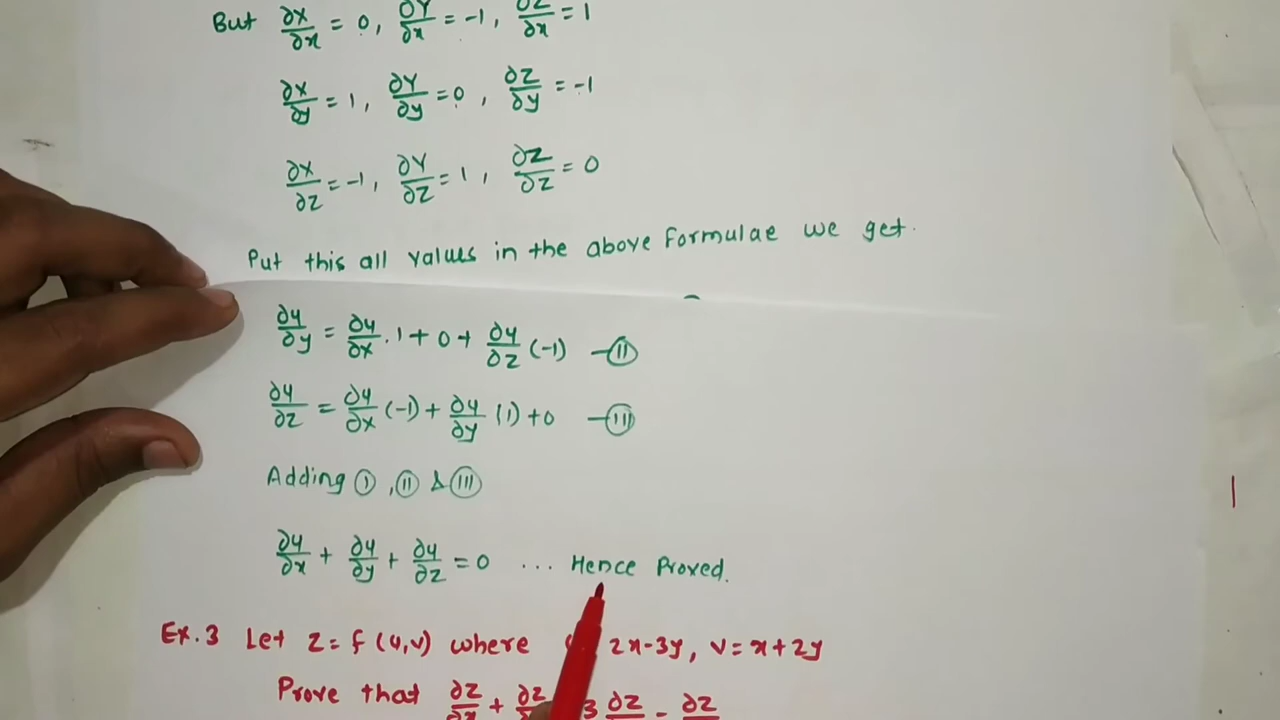 But ∂X/∂x = 0, ∂Y/∂x = -1, ∂Z/∂x = 1
∂X/∂y = 1, ∂Y/∂y = 0, ∂Z/∂y = -1
∂X/∂z = -1, ∂Y/∂z = 1, ∂Z/∂z = 0
Put this all values in the above formulae we get.
∂u/∂y = ∂u/∂X . 1 + 0 + ∂u/∂Z (-1) —(II)
∂u/∂z = ∂u/∂X (-1) + ∂u/∂Y (1) + 0 —(III)
Adding (I), (II) & (III)
∂u/∂x + ∂u/∂y + ∂u/∂z = 0 ... Hence Proved.
Ex.3 Let z = f (u,v) where 2x-3y, v = x+2y
Prove that ∂z/∂x + ∂z 3 ∂z - ∂z